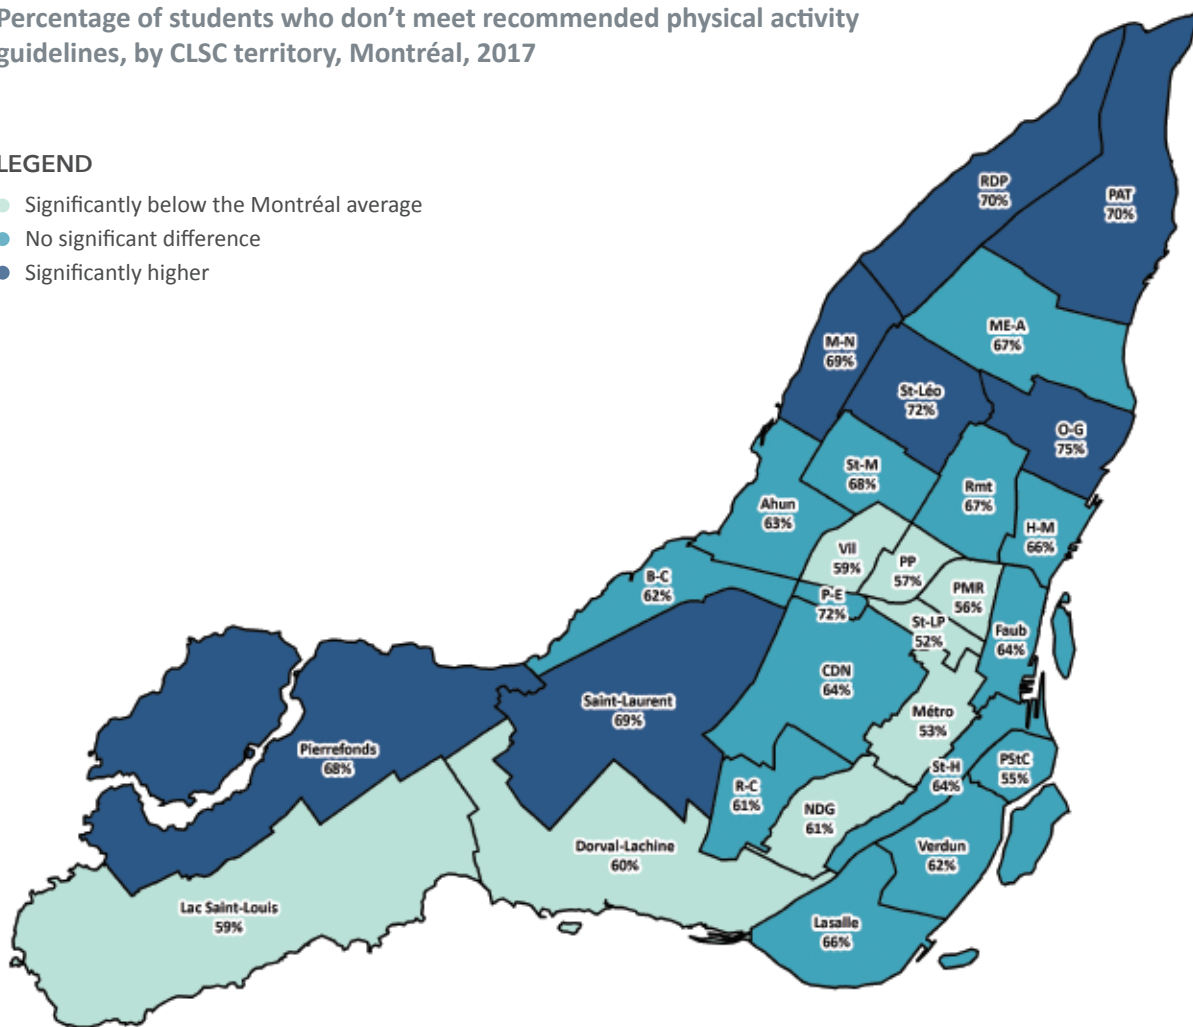 Percentage of students who don't meet recommended physical activity
guidelines, by CLSC territory, Montréal, 2017
LEGEND
Significantly below the Montréal average
No significant difference
Significantly higher
RDP
70%
PAT
70%
ME-A
67%
M-N
69%
St-Léo
72%
O-G
75%
St-M
68%
Rmt
67%
Ahun
63%
H-M
66%
Vil
59%
PP
57%
B-C
62%
P-E
72%
PMR
56%
St-LP
52%
Faub
64%
CDN
64%
Saint-Laurent
69%
Métro
53%
Pierrefonds
68%
St-H
64%
PStC
55%
R-C
61%
NDG
61%
Dorval-Lachine
60%
Verdun
62%
Lac Saint-Louis
59%
Lasalle
66%